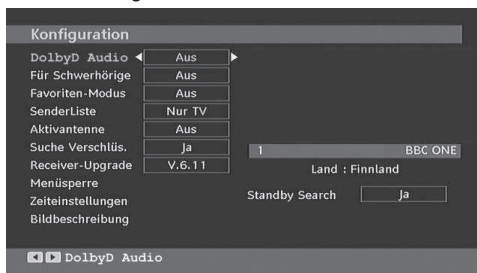 Konfiguration
DolbyD Audio Aus
Für Schwerhörige Aus
Favoriten-Modus Aus
SenderListe Nur TV
Aktivantenne Aus
Suche Verschlüs. Ja
Receiver-Upgrade V.6.11
Menüsperre
Zeiteinstellungen
Bildbeschreibung
1 BBC ONE
Land : Finnland
Standby Search Ja
DolbyD Audio